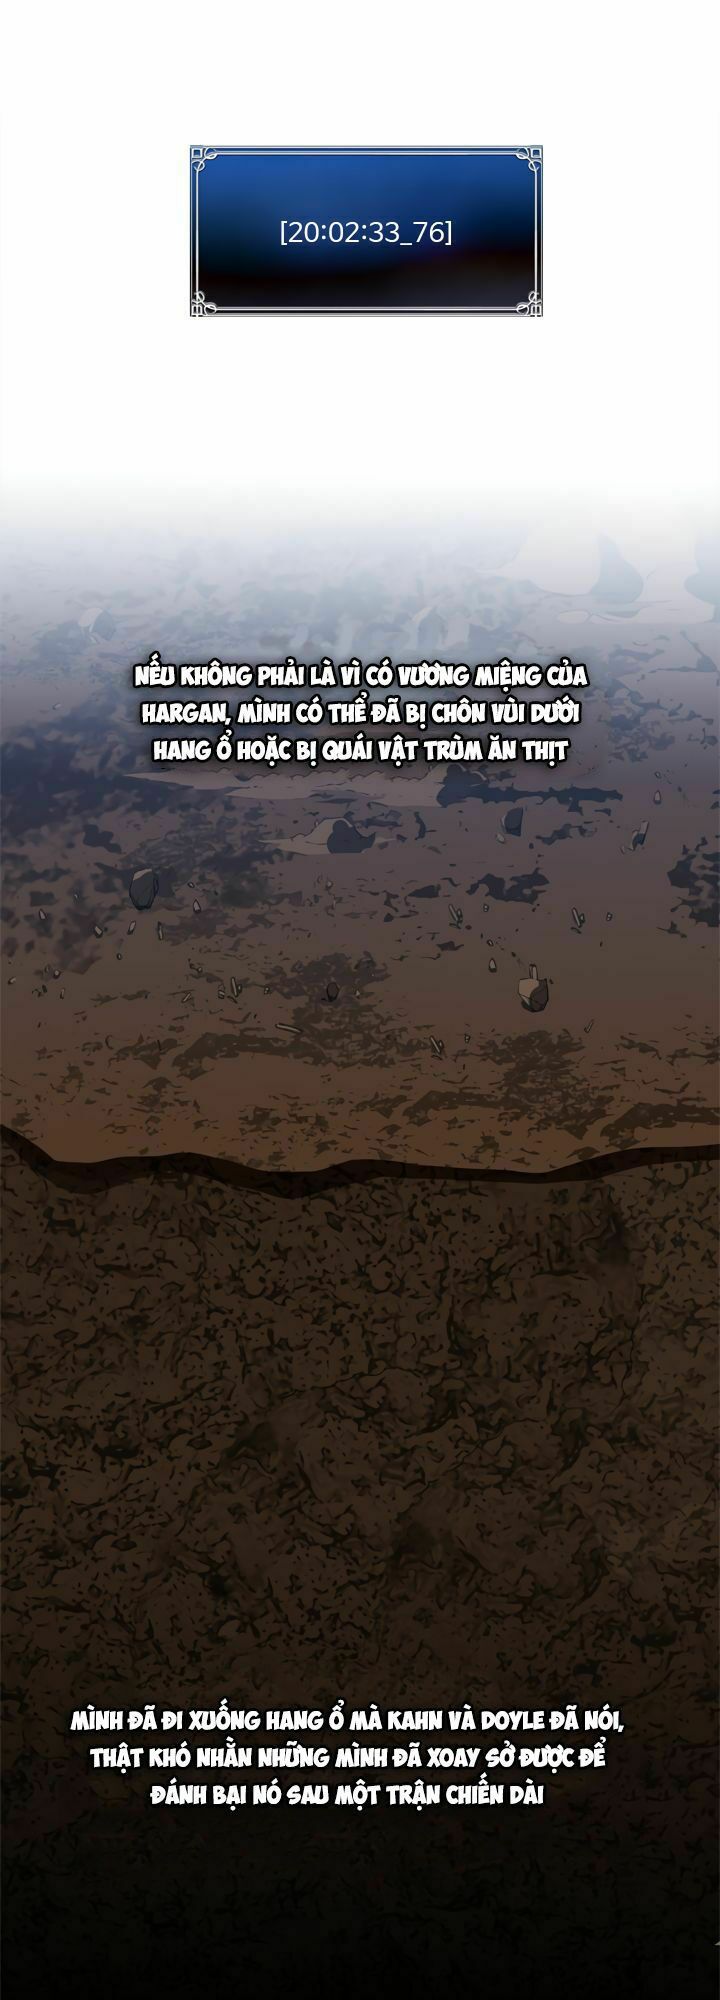 [20:02:33_76]
NẾU KHÔNG PHẢI LÀ VÌ CÓ VƯƠNG MIỆNG CỦA
HARGAN, MÌNH CÓ THỂ ĐÃ BỊ CHÔN VÙI DƯỚI
HANG Ổ HOẶC BỊ QUÁI VẬT TRÙM ĂN THỊT
MÌNH ĐÃ ĐI XUỐNG HANG Ổ MÀ KAHN VÀ DOYLE ĐÃ NÓI,
THẬT KHÓ NHẰN NHỮNG MÌNH ĐÃ XOAY SỞ ĐƯỢC ĐỂ
ĐÁNH BẠI NÓ SAU MỘT TRẬN CHIẾN DÀI